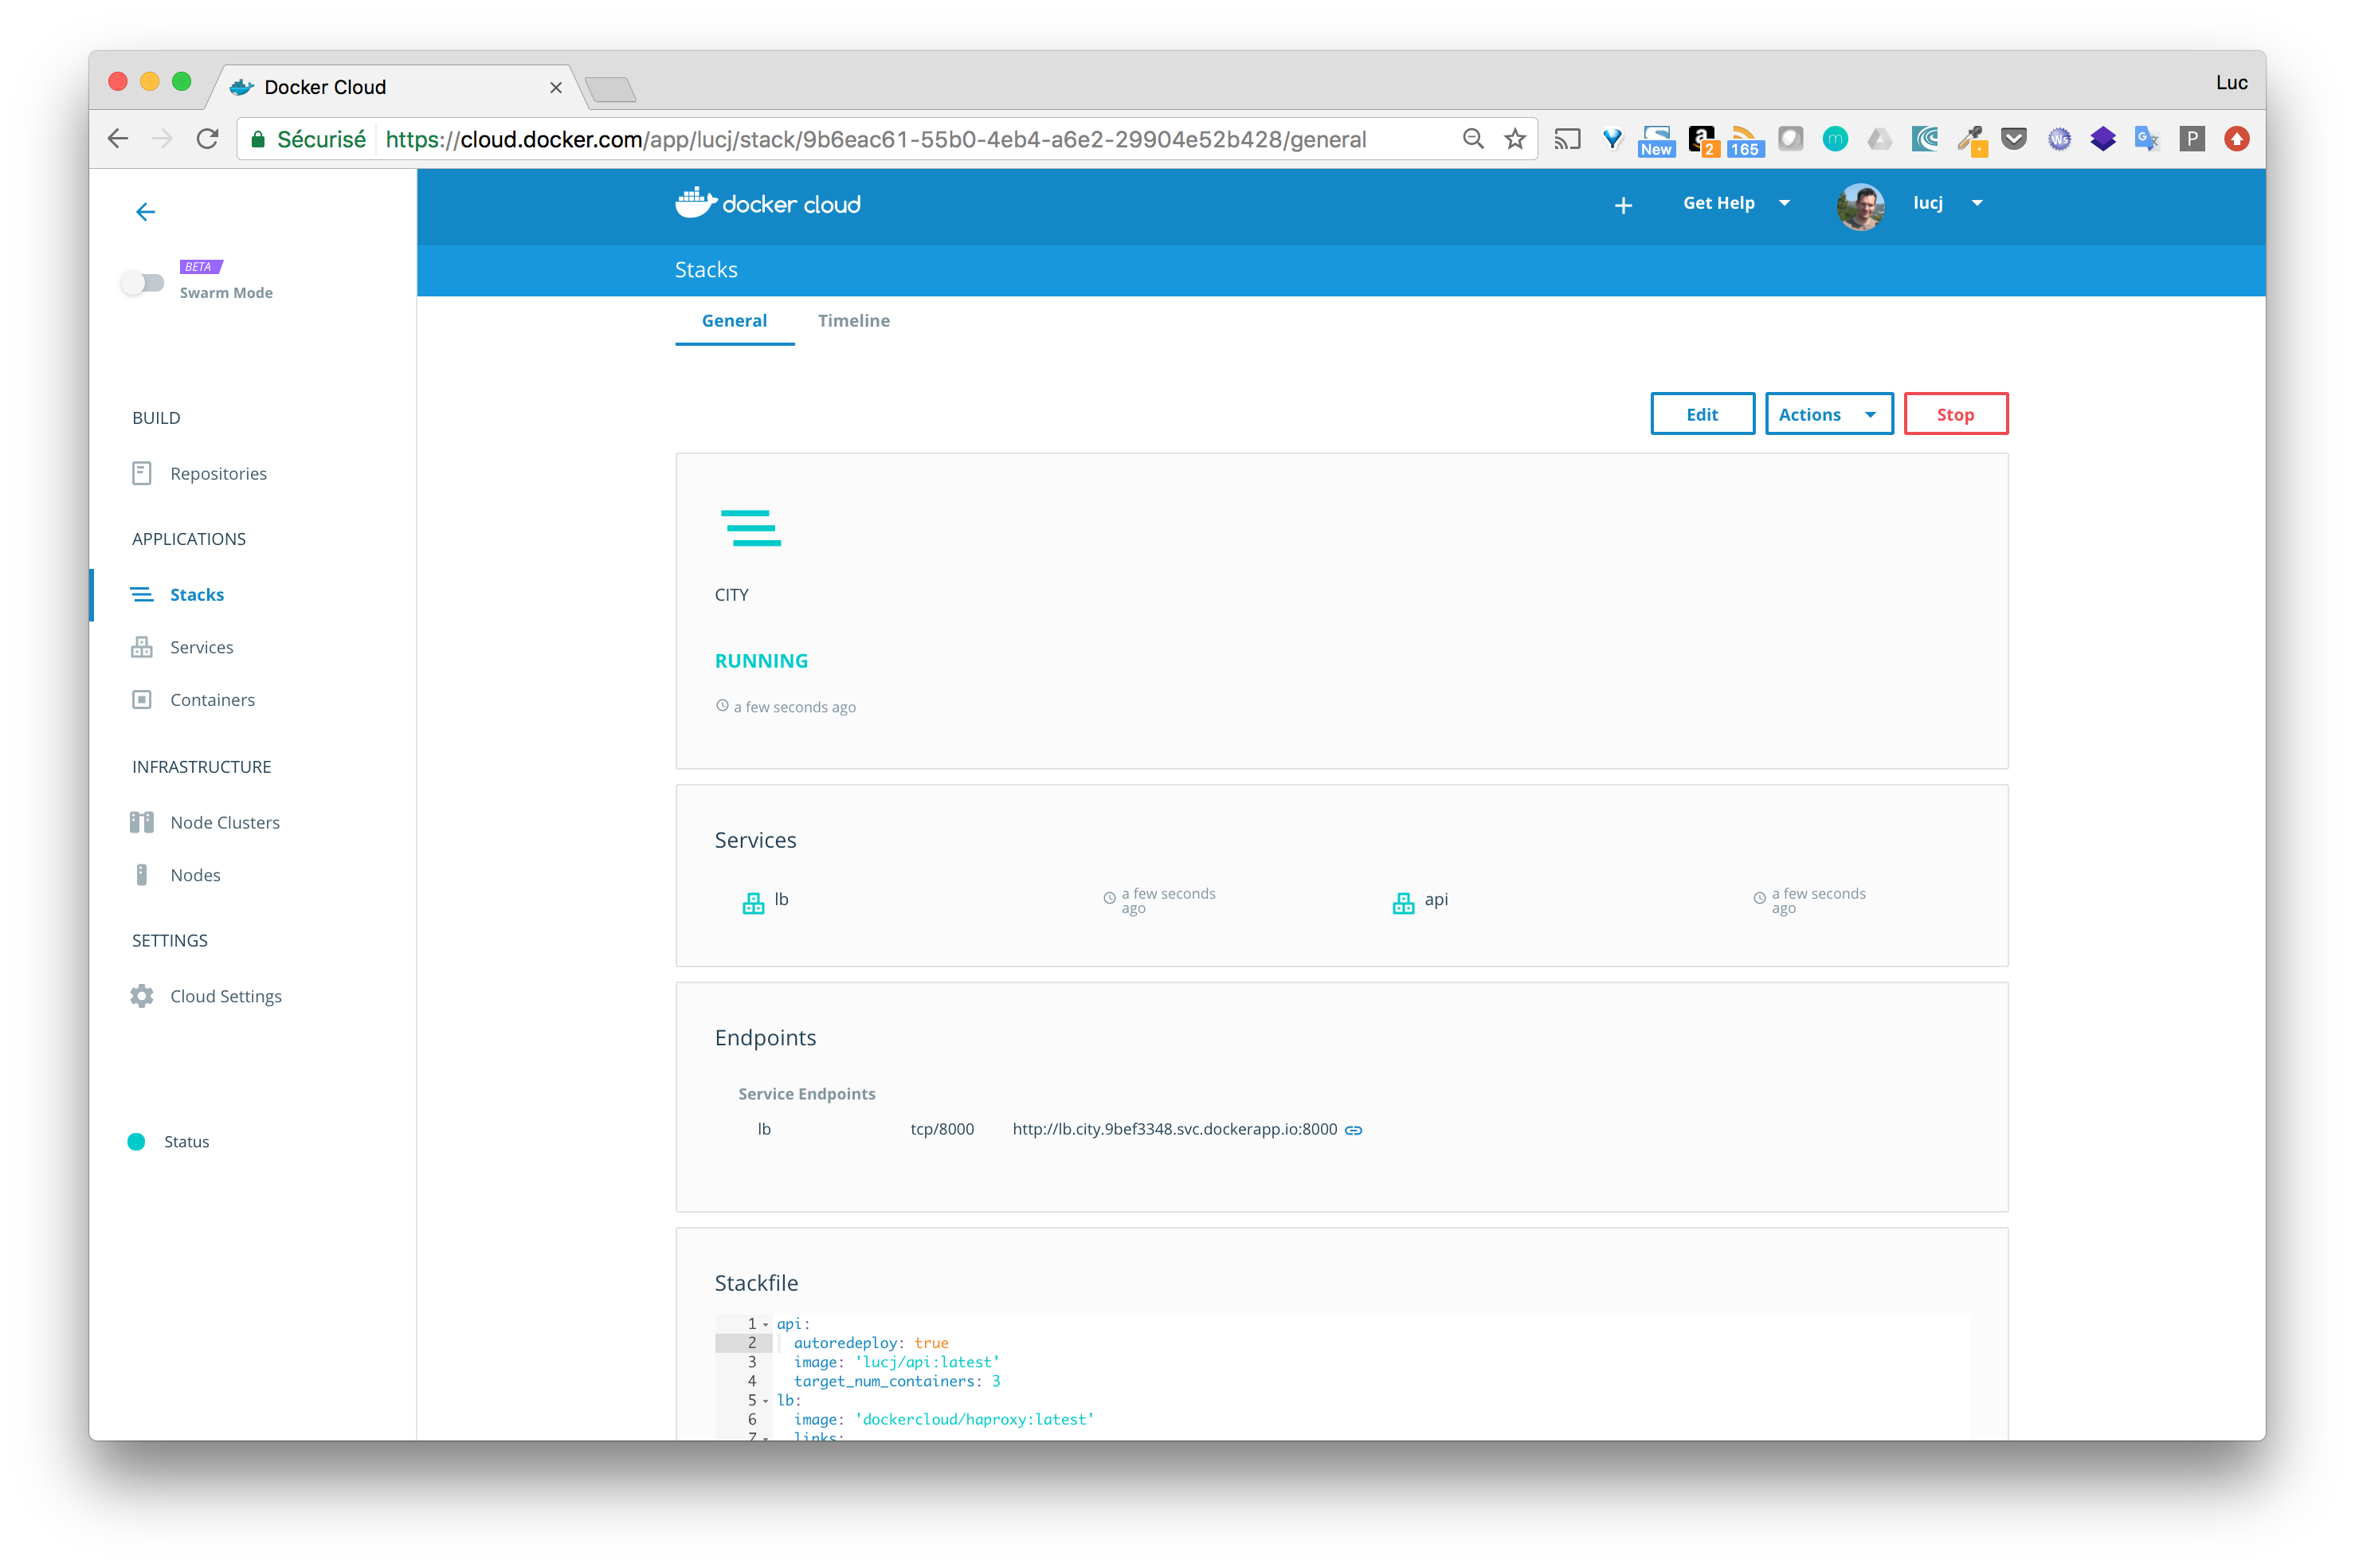 Docker Cloud
Luc
Sécurisé
https://cloud.docker.com/app/lucj/stack/9b6eac61-55b0-4eb4-a6e2-29904e52b428/general
New
a
2
165
m
WS
G
P
BETA
Swarm Mode
BUILD
Repositories
APPLICATIONS
Stacks
Services
Containers
INFRASTRUCTURE
Node Clusters
Nodes
SETTINGS
Cloud Settings
Status
docker cloud
Get Help
lucj
Stacks
General
Timeline
Edit
Actions
Stop
CITY
RUNNING
a few seconds ago
Services
lb
a few seconds
ago
api
a few seconds
ago
Endpoints
Service Endpoints
lb tcp/8000 http://lb.city.9bef3348.svc.dockerapp.io:8000
Stackfile
1 api:
2 autoredeploy: true
3 image: 'lucj/api:latest'
4 target_num_containers: 3
5 lb:
6 image: 'dockercloud/haproxy:latest'
7 links: